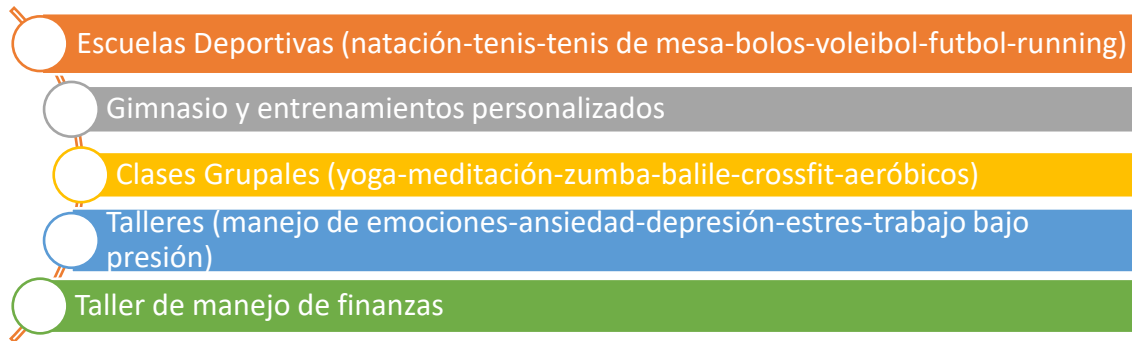 Escuelas Deportivas (natación-tenis-tenis de mesa-bolos-voleibol-futbol-running)
Gimnasio y entrenamientos personalizados
Clases Grupales (yoga-meditación-zumba-balile-crossfit-aeróbicos)
Talleres (manejo de emociones-ansiedad-depresión-estres-trabajo bajo
presión)
Taller de manejo de finanzas